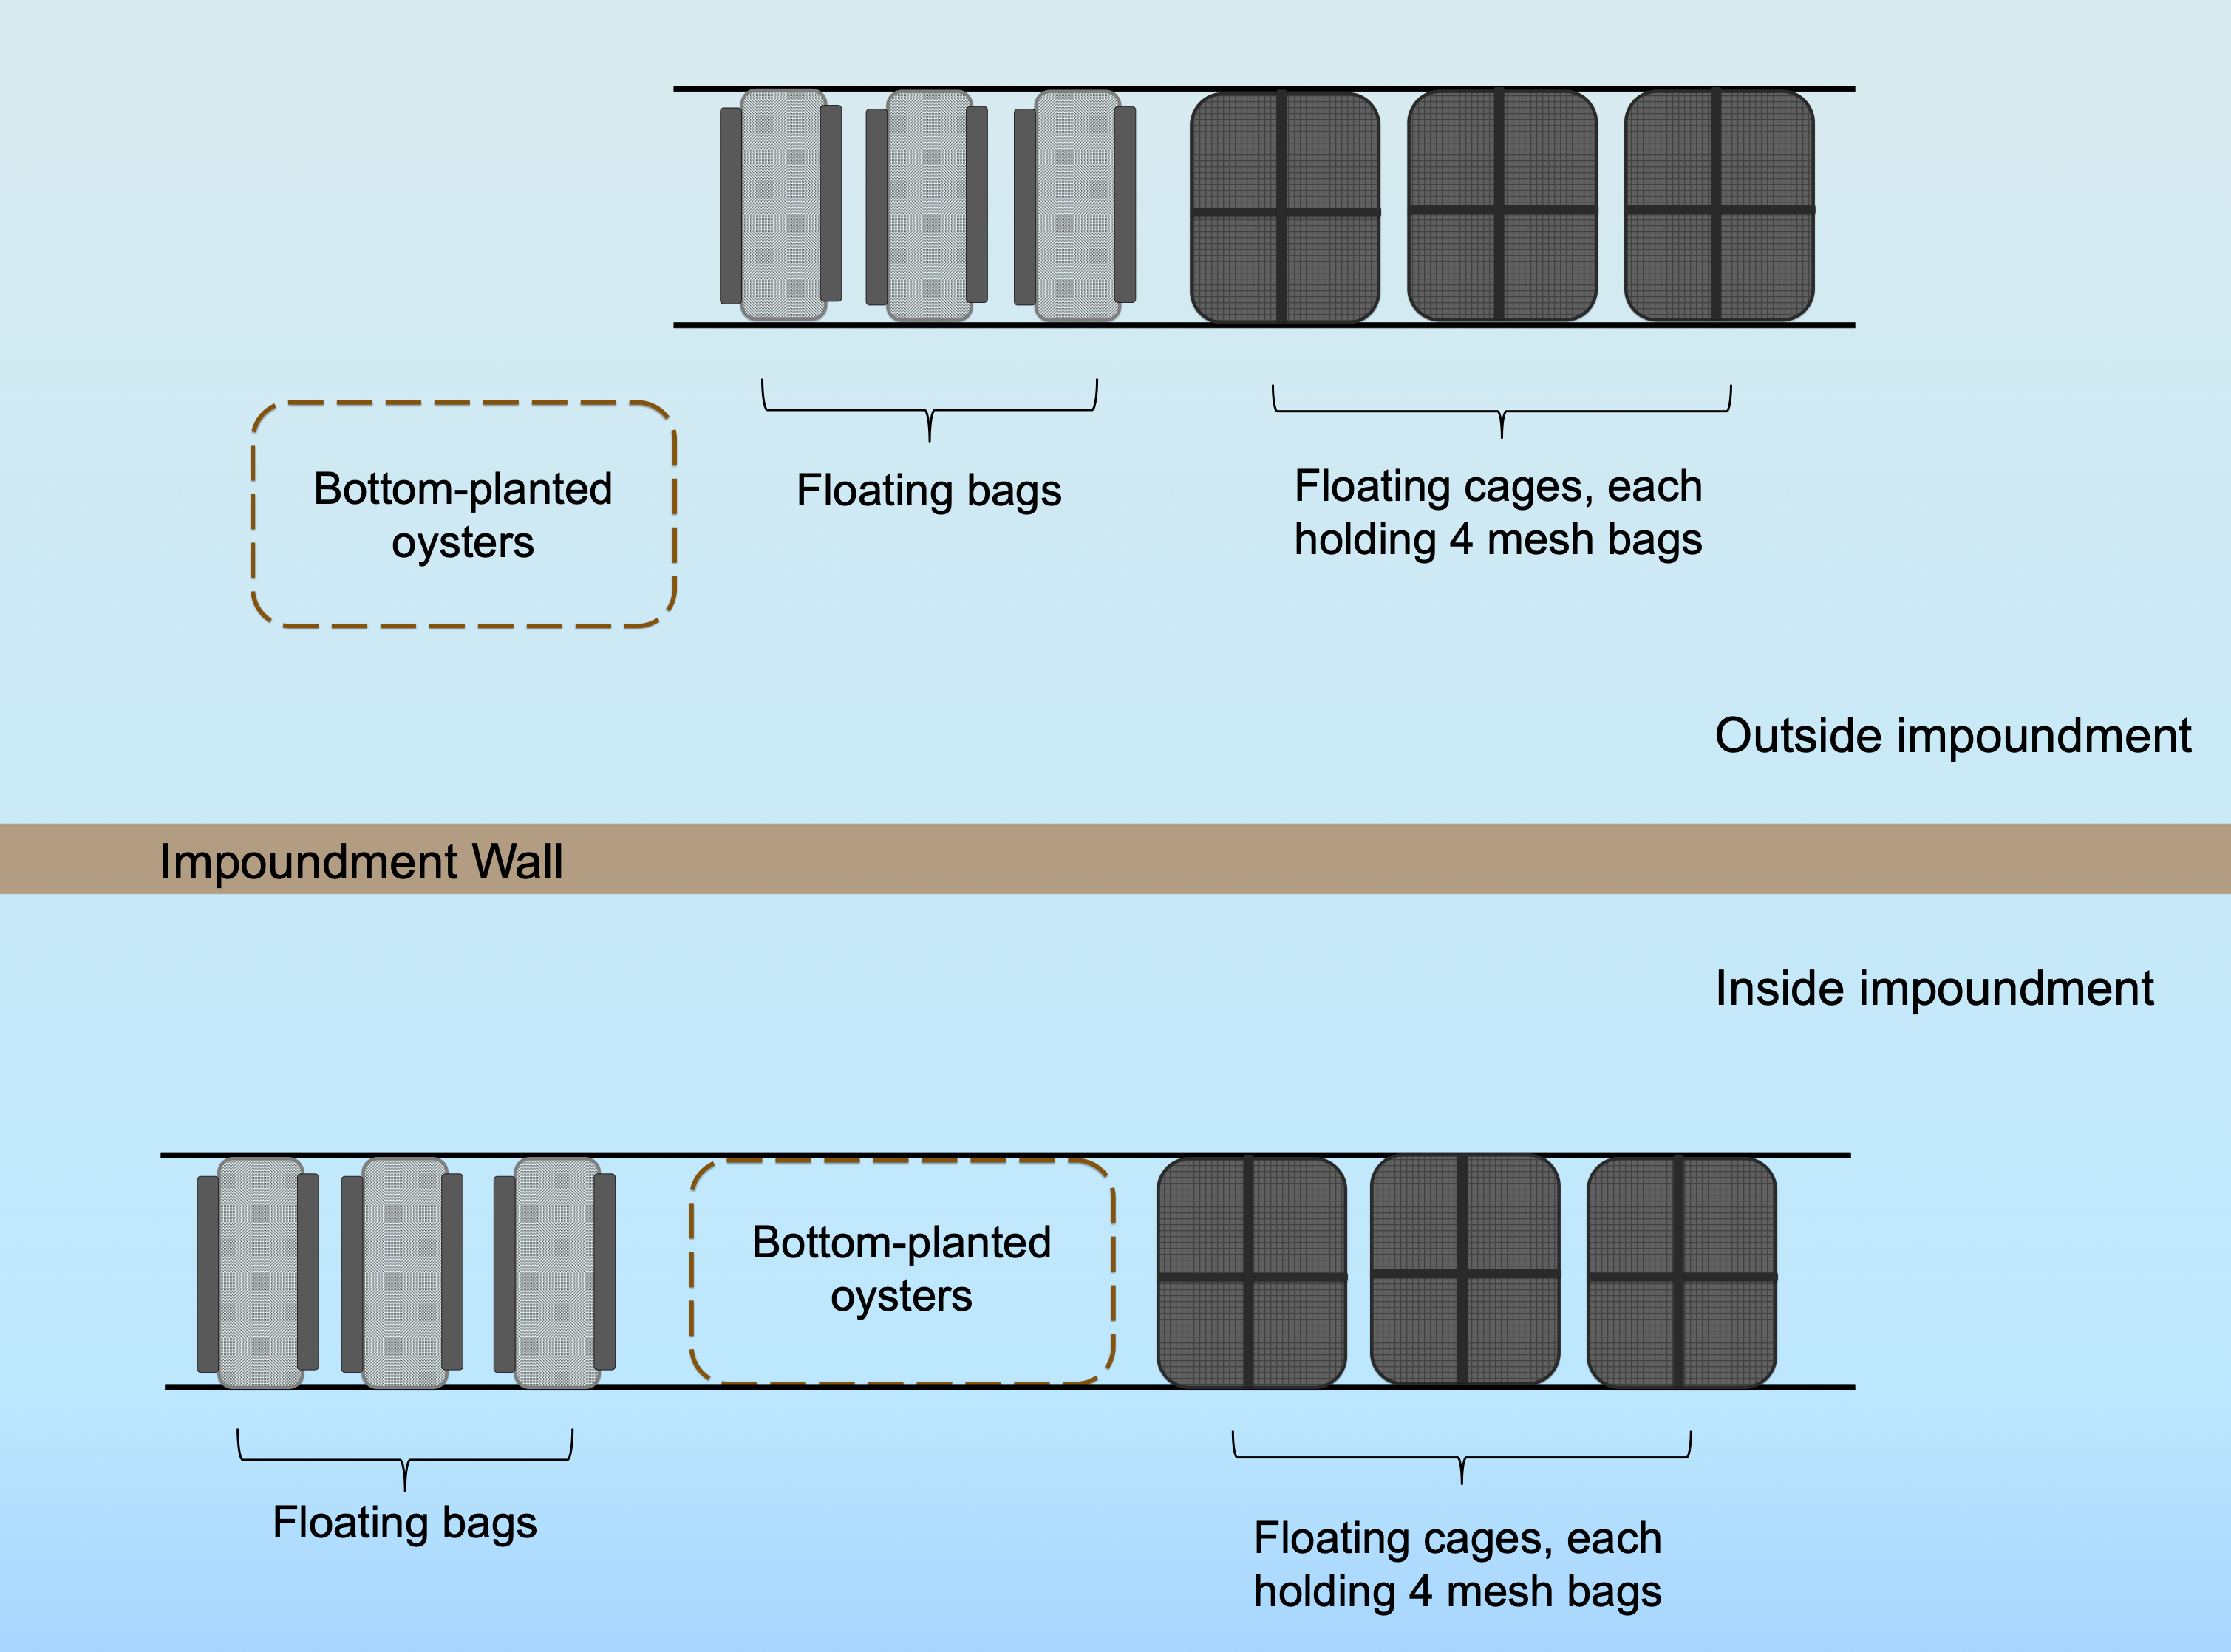 Bottom-planted
oysters
Floating bags
Floating cages, each
holding 4 mesh bags
Outside impoundment
Impoundment Wall
Inside impoundment
Bottom-planted
oysters
Floating bags
Floating cages, each
holding 4 mesh bags